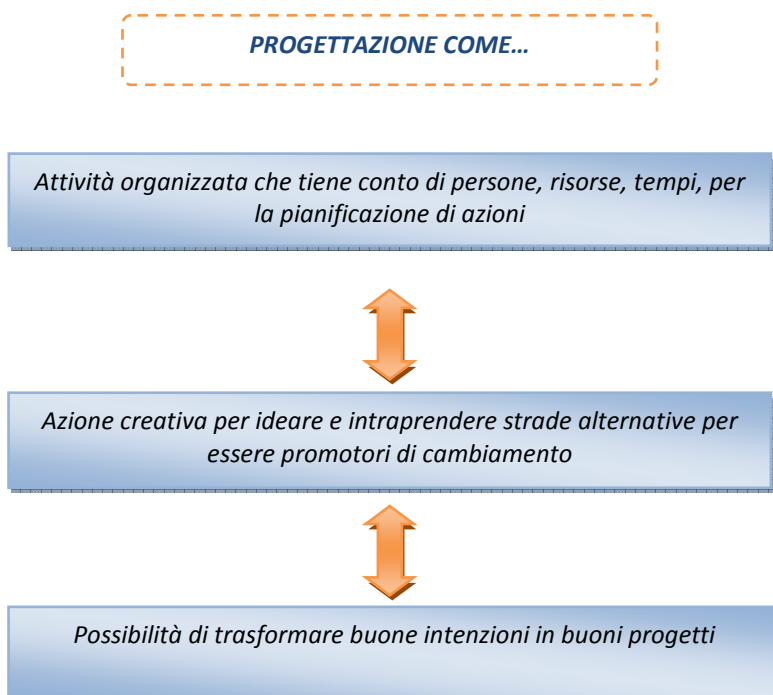 PROGETTAZIONE COME…
Attività organizzata che tiene conto di persone, risorse, tempi, per
la pianificazione di azioni
Azione creativa per ideare e intraprendere strade alternative per
essere promotori di cambiamento
Possibilità di trasformare buone intenzioni in buoni progetti